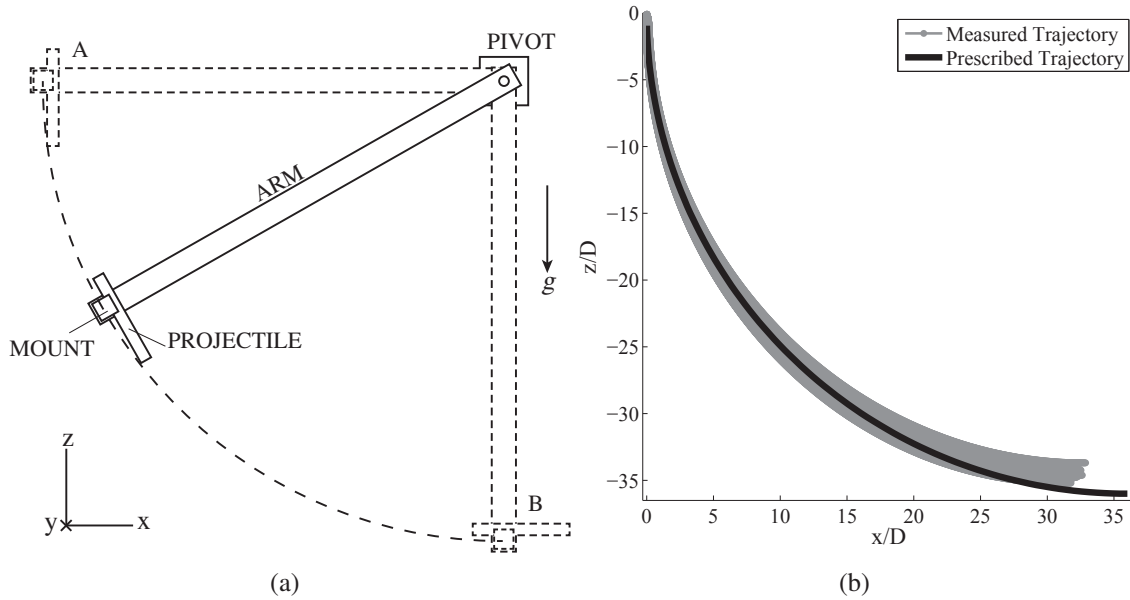 A
PIVOT
ARM
g
MOUNT
PROJECTILE
z
y
x
B
(a)
Measured Trajectory
Prescribed Trajectory
0
−5
−10
−15
−20
−25
−30
−35
z/D
0 5 10 15 20 25 30 35
x/D
(b)